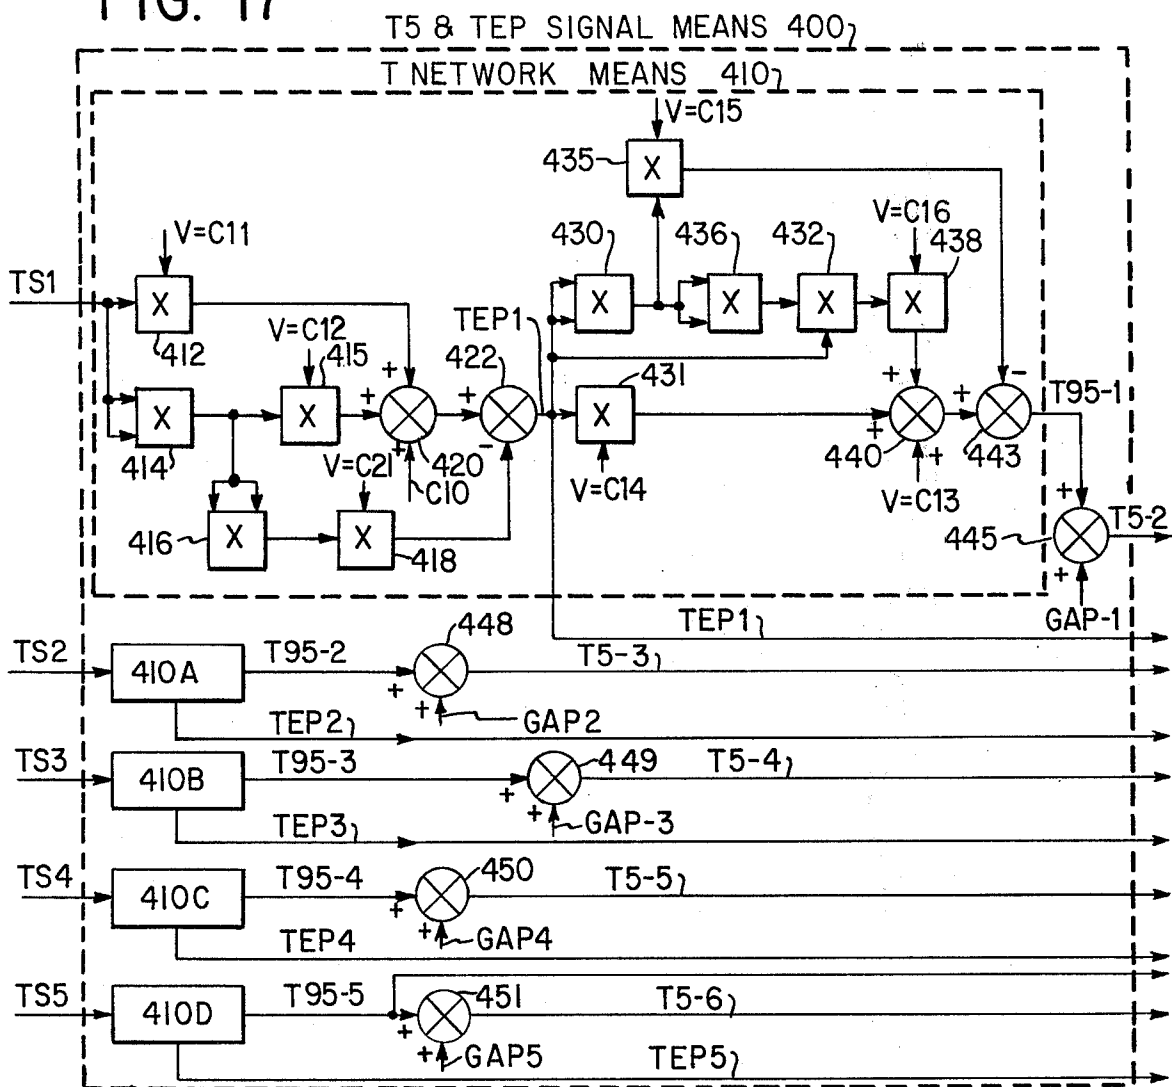 FIG. 17
T5 & TEP SIGNAL MEANS 400
T NETWORK MEANS 410
V=C15
435
X
V=C11
430
436
432
V=C16
438
TS1
X
X
X
X
X
412
V=C12
415
TEP1
422
431
+
+
+
+
-
T95-1
X
X
X
+
+
414
-
+
420
440
+
443
V=C21
C10
V=C14
V=C13
+
416
X
X
418
445
T5-2
+
GAP-1
TEP1
448
TS2
410A
T95-2
T5-3
+
+
GAP2
TEP2
TS3
410B
T95-3
449
T5-4
+
+
GAP-3
TEP3
TS4
410C
T95-4
450
T5-5
+
+
GAP4
TEP4
TS5
410D
T95-5
451
T5-6
+
+
GAP5
TEP5